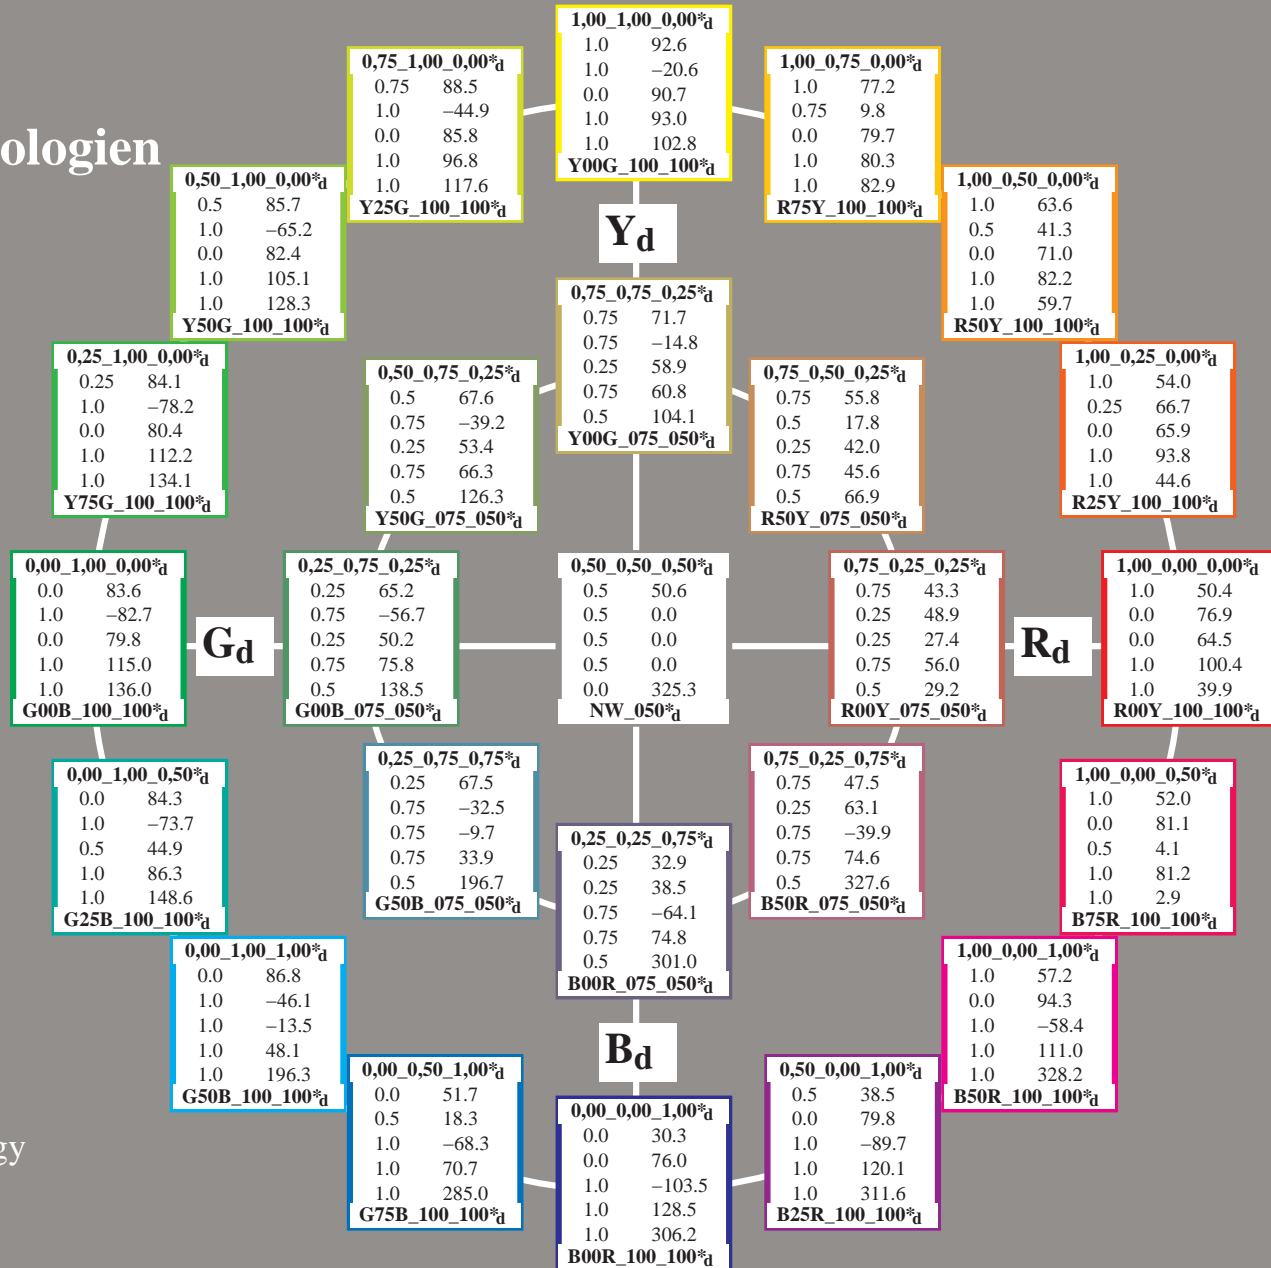 1,00_1,00_0,00*d
1.0 92.6
1.0 −20.6
0.0 90.7
1.0 93.0
1.0 102.8
Y00G_100_100*d
0,75_1,00_0,00*d
0.75 88.5
1.0 −44.9
0.0 85.8
1.0 96.8
1.0 117.6
Y25G_100_100*d
1,00_0,75_0,00*d
1.0 77.2
0.75 9.8
0.0 79.7
1.0 80.3
1.0 82.9
R75Y_100_100*d
ologien
0,50_1,00_0,00*d
0.5 85.7
1.0 −65.2
0.0 82.4
1.0 105.1
1.0 128.3
Y50G_100_100*d
Yd
1,00_0,50_0,00*d
1.0 63.6
0.5 41.3
0.0 71.0
1.0 82.2
1.0 59.7
R50Y_100_100*d
0,75_0,75_0,25*d
0.75 71.7
0.75 −14.8
0.25 58.9
0.75 60.8
0.5 104.1
Y00G_075_050*d
0,25_1,00_0,00*d
0.25 84.1
1.0 −78.2
0.0 80.4
1.0 112.2
1.0 134.1
Y75G_100_100*d
0,50_0,75_0,25*d
0.5 67.6
0.75 −39.2
0.25 53.4
0.75 66.3
0.5 126.3
Y50G_075_050*d
0,75_0,50_0,25*d
0.75 55.8
0.5 17.8
0.25 42.0
0.75 45.6
0.5 66.9
R50Y_075_050*d
1,00_0,25_0,00*d
1.0 54.0
0.25 66.7
0.0 65.9
1.0 93.8
1.0 44.6
R25Y_100_100*d
0,00_1,00_0,00*d
0.0 83.6
1.0 −82.7
0.0 79.8
1.0 115.0
1.0 136.0
G00B_100_100*d
Gd
0,25_0,75_0,25*d
0.25 65.2
0.75 −56.7
0.25 50.2
0.75 75.8
0.5 138.5
G00B_075_050*d
0,50_0,50_0,50*d
0.5 50.6
0.5 0.0
0.5 0.0
0.5 0.0
0.0 325.3
NW_050*d
0,75_0,25_0,25*d
0.75 43.3
0.25 48.9
0.25 27.4
0.75 56.0
0.5 29.2
R00Y_075_050*d
Rd
1,00_0,00_0,00*d
1.0 50.4
0.0 76.9
0.0 64.5
1.0 100.4
1.0 39.9
R00Y_100_100*d
0,00_1,00_0,50*d
0.0 84.3
1.0 −73.7
0.5 44.9
1.0 86.3
1.0 148.6
G25B_100_100*d
0,25_0,75_0,75*d
0.25 67.5
0.75 −32.5
0.75 −9.7
0.75 33.9
0.5 196.7
G50B_075_050*d
0,25_0,25_0,75*d
0.25 32.9
0.25 38.5
0.75 −64.1
0.75 74.8
0.5 301.0
B00R_075_050*d
0,75_0,25_0,75*d
0.75 47.5
0.25 63.1
0.75 −39.9
0.75 74.6
0.5 327.6
B50R_075_050*d
1,00_0,00_0,50*d
1.0 52.0
0.0 81.1
0.5 4.1
1.0 81.2
1.0 2.9
B75R_100_100*d
0,00_1,00_1,00*d
0.0 86.8
1.0 −46.1
1.0 −13.5
1.0 48.1
1.0 196.3
G50B_100_100*d
Bd
1,00_0,00_1,00*d
1.0 57.2
0.0 94.3
1.0 −58.4
1.0 111.0
1.0 328.2
B50R_100_100*d
gy
0,00_0,50_1,00*d
0.0 51.7
0.5 18.3
1.0 −68.3
1.0 70.7
1.0 285.0
G75B_100_100*d
0,00_0,00_1,00*d
0.0 30.3
0.0 76.0
1.0 −103.5
1.0 128.5
1.0 306.2
B00R_100_100*d
0,50_0,00_1,00*d
0.5 38.5
0.0 79.8
1.0 −89.7
1.0 120.1
1.0 311.6
B25R_100_100*d